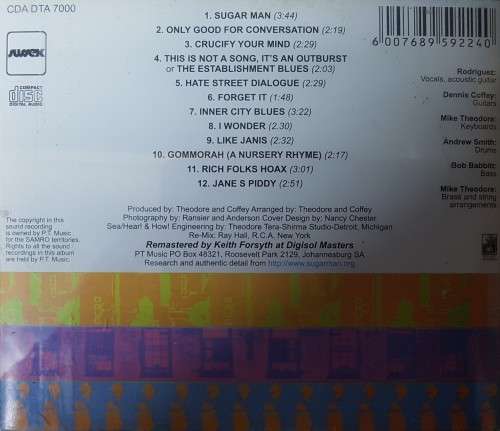 CDA DTA 7000
SUSSEX
COMPACT
disc
DIGITAL AUDIO
1. SUGAR MAN (3:44)
2. ONLY GOOD FOR CONVERSATION (2:19)
3. CRUCIFY YOUR MIND (2:29)
4. THIS IS NOT A SONG, IT'S AN OUTBURST
or THE ESTABLISHMENT BLUES (2.03)
5. HATE STREET DIALOGUE (2:29)
6. FORGET IT (1:48)
7. INNER CITY BLUES (3:22)
8. I WONDER (2.30)
9. LIKE JANIS (2:32)
10. GOMMORAH (A NURSERY RHYME) (2:17)
11. RICH FOLKS HOAX (3:01)
12. JANE S PIDDY (2:51)
6 007689 592240
Rodriguez:
Vocals, acoustic guitar
Dennis Coffey:
Guitars
Mike Theodore:
Keyboards
Andrew Smith:
Drums
Bob Babbitt:
Bass
Mike Theodore:
Brass and string
arrangements
Produced by: Theodore and Coffey Arranged by: Theodore and Coffey
Photography by: Ransier and Anderson Cover Design by: Nancy Chester
Sea/Hear! & How! Engineering by: Theodore Tera-Shirma Studio-Detroit, Michigan
Re-Mix: Ray Hall, R.C.A. New York
Remastered by Keith Forsyth at Digisol Masters
PT Music PO Box 48321, Roosevelt Park 2129, Johannesburg SA
Research and authentic detail from http://www.sugarman.org
The copyright in this
sound recording
is owned by P.T. Music
for the SAMRO territories.
Rights to all the sound
recordings in this album
are held by P.T. Music.